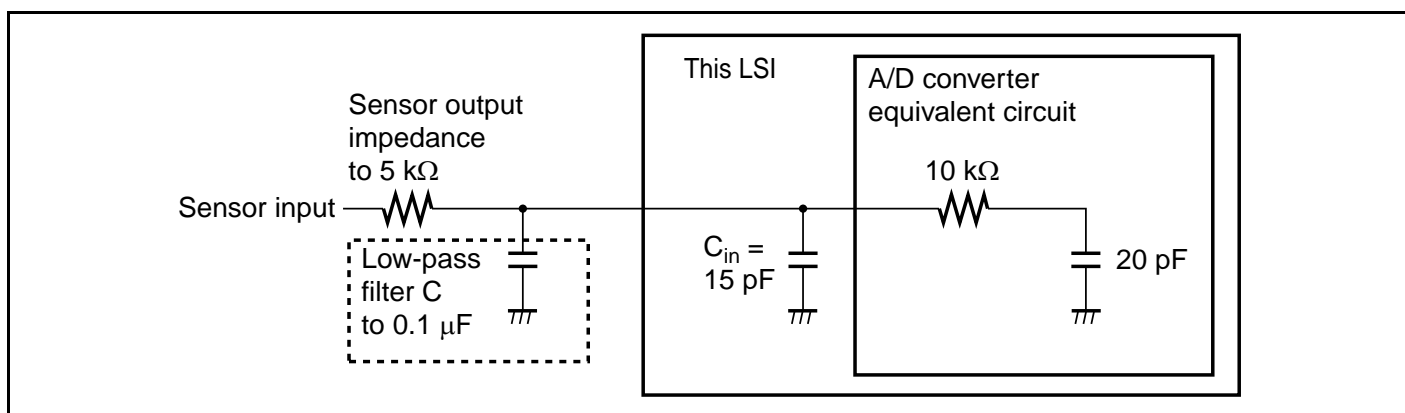 This LSI
A/D converter
equivalent circuit
Sensor output
impedance
to 5 kΩ
10 kΩ
Sensor input
Low-pass
filter C
to 0.1 μF
Cin =
15 pF
20 pF